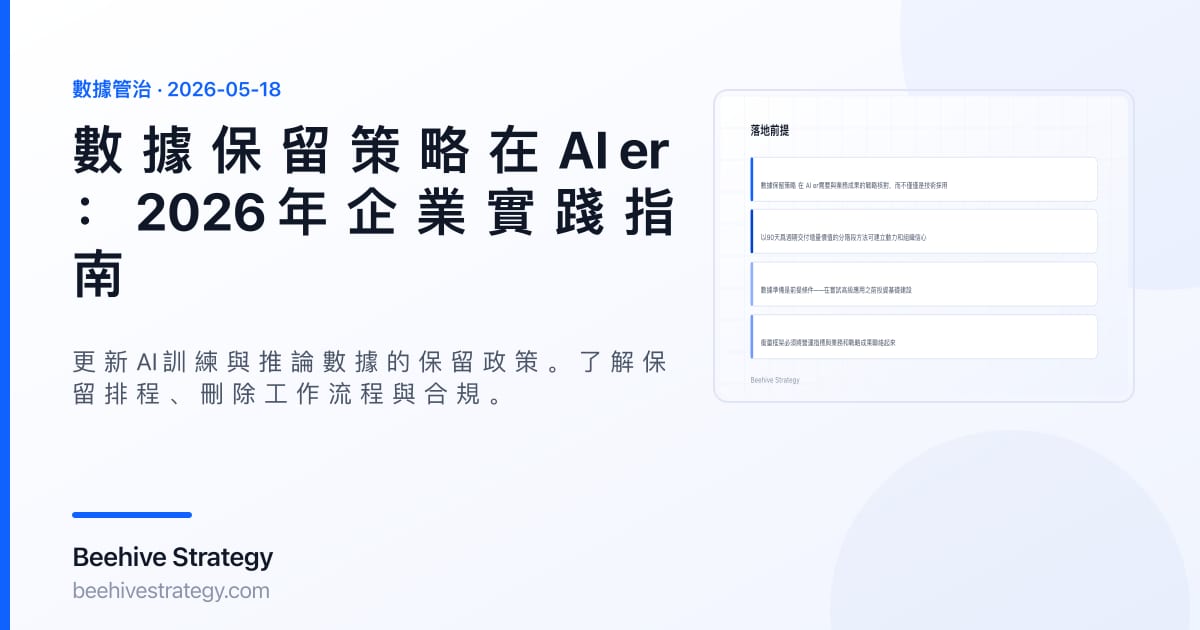 數據管治 · 2026-05-18
數據保留策略在 AI er
：2026年企業實踐指
南
更新AI訓練與推論數據的保留政策。了解保
留排程、刪除工作流程與合規。
Beehive Strategy
beehivestrategy.com
落地前提
數據保留策略 在 AI er需要與業務成果的戰略核對，而不僅僅是技術採用
以90天為週期交付增量價值的分階段方法可建立動力和組織信心
數據準備是前提條件——在嘗試高級應用之前投資基礎建設
衡量框架必須將營運指標與業務和戰略成果聯絡起來
Beehive Strategy